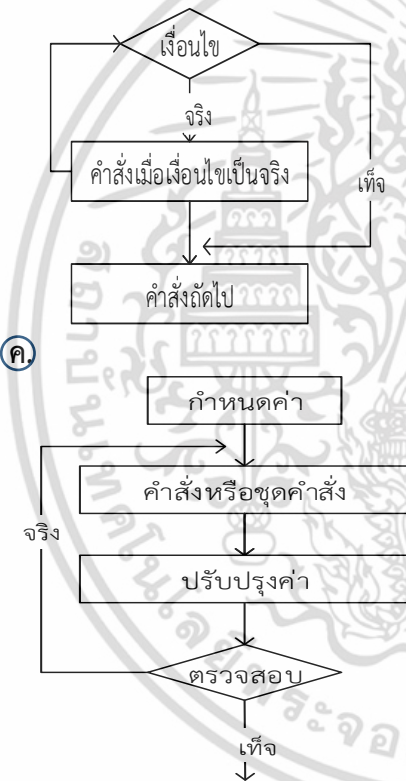 เงื่อนไข
จริง
คำสั่งเมื่อเงื่อนไขเป็นจริง
เท็จ
คำสั่งถัดไป
ค.
กำหนดค่า
คำสั่งหรือชุดคำสั่ง
จริง
ปรับปรุงค่า
ตรวจสอบ
เท็จ